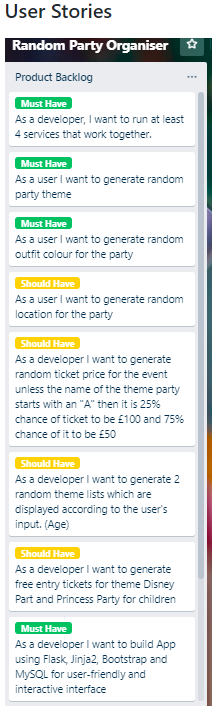 User Stories
Random Party Organiser
Product Backlog
Must Have
As a developer, I want to run at least
4 services that work together.
Must Have
As a user I want to generate random
party theme
Must Have
As a user I want to generate random
outfit colour for the party
Should Have
As a user I want to generate random
location for the party
Should Have
As a developer I want to generate
random ticket price for the event
unless the name of the theme party
starts with an "A" then it is 25%
chance of ticket to be £100 and 75%
chance of it to be £50
Should Have
As a developer I want to generate 2
random theme lists which are
displayed according to the user's
input. (Age)
Should Have
As a developer I want to generate
free entry tickets for theme Disney
Part and Princess Party for children
Must Have
As a developer I want to build App
using Flask, Jinja2, Bootstrap and
MySQL for user-friendly and
interactive interface